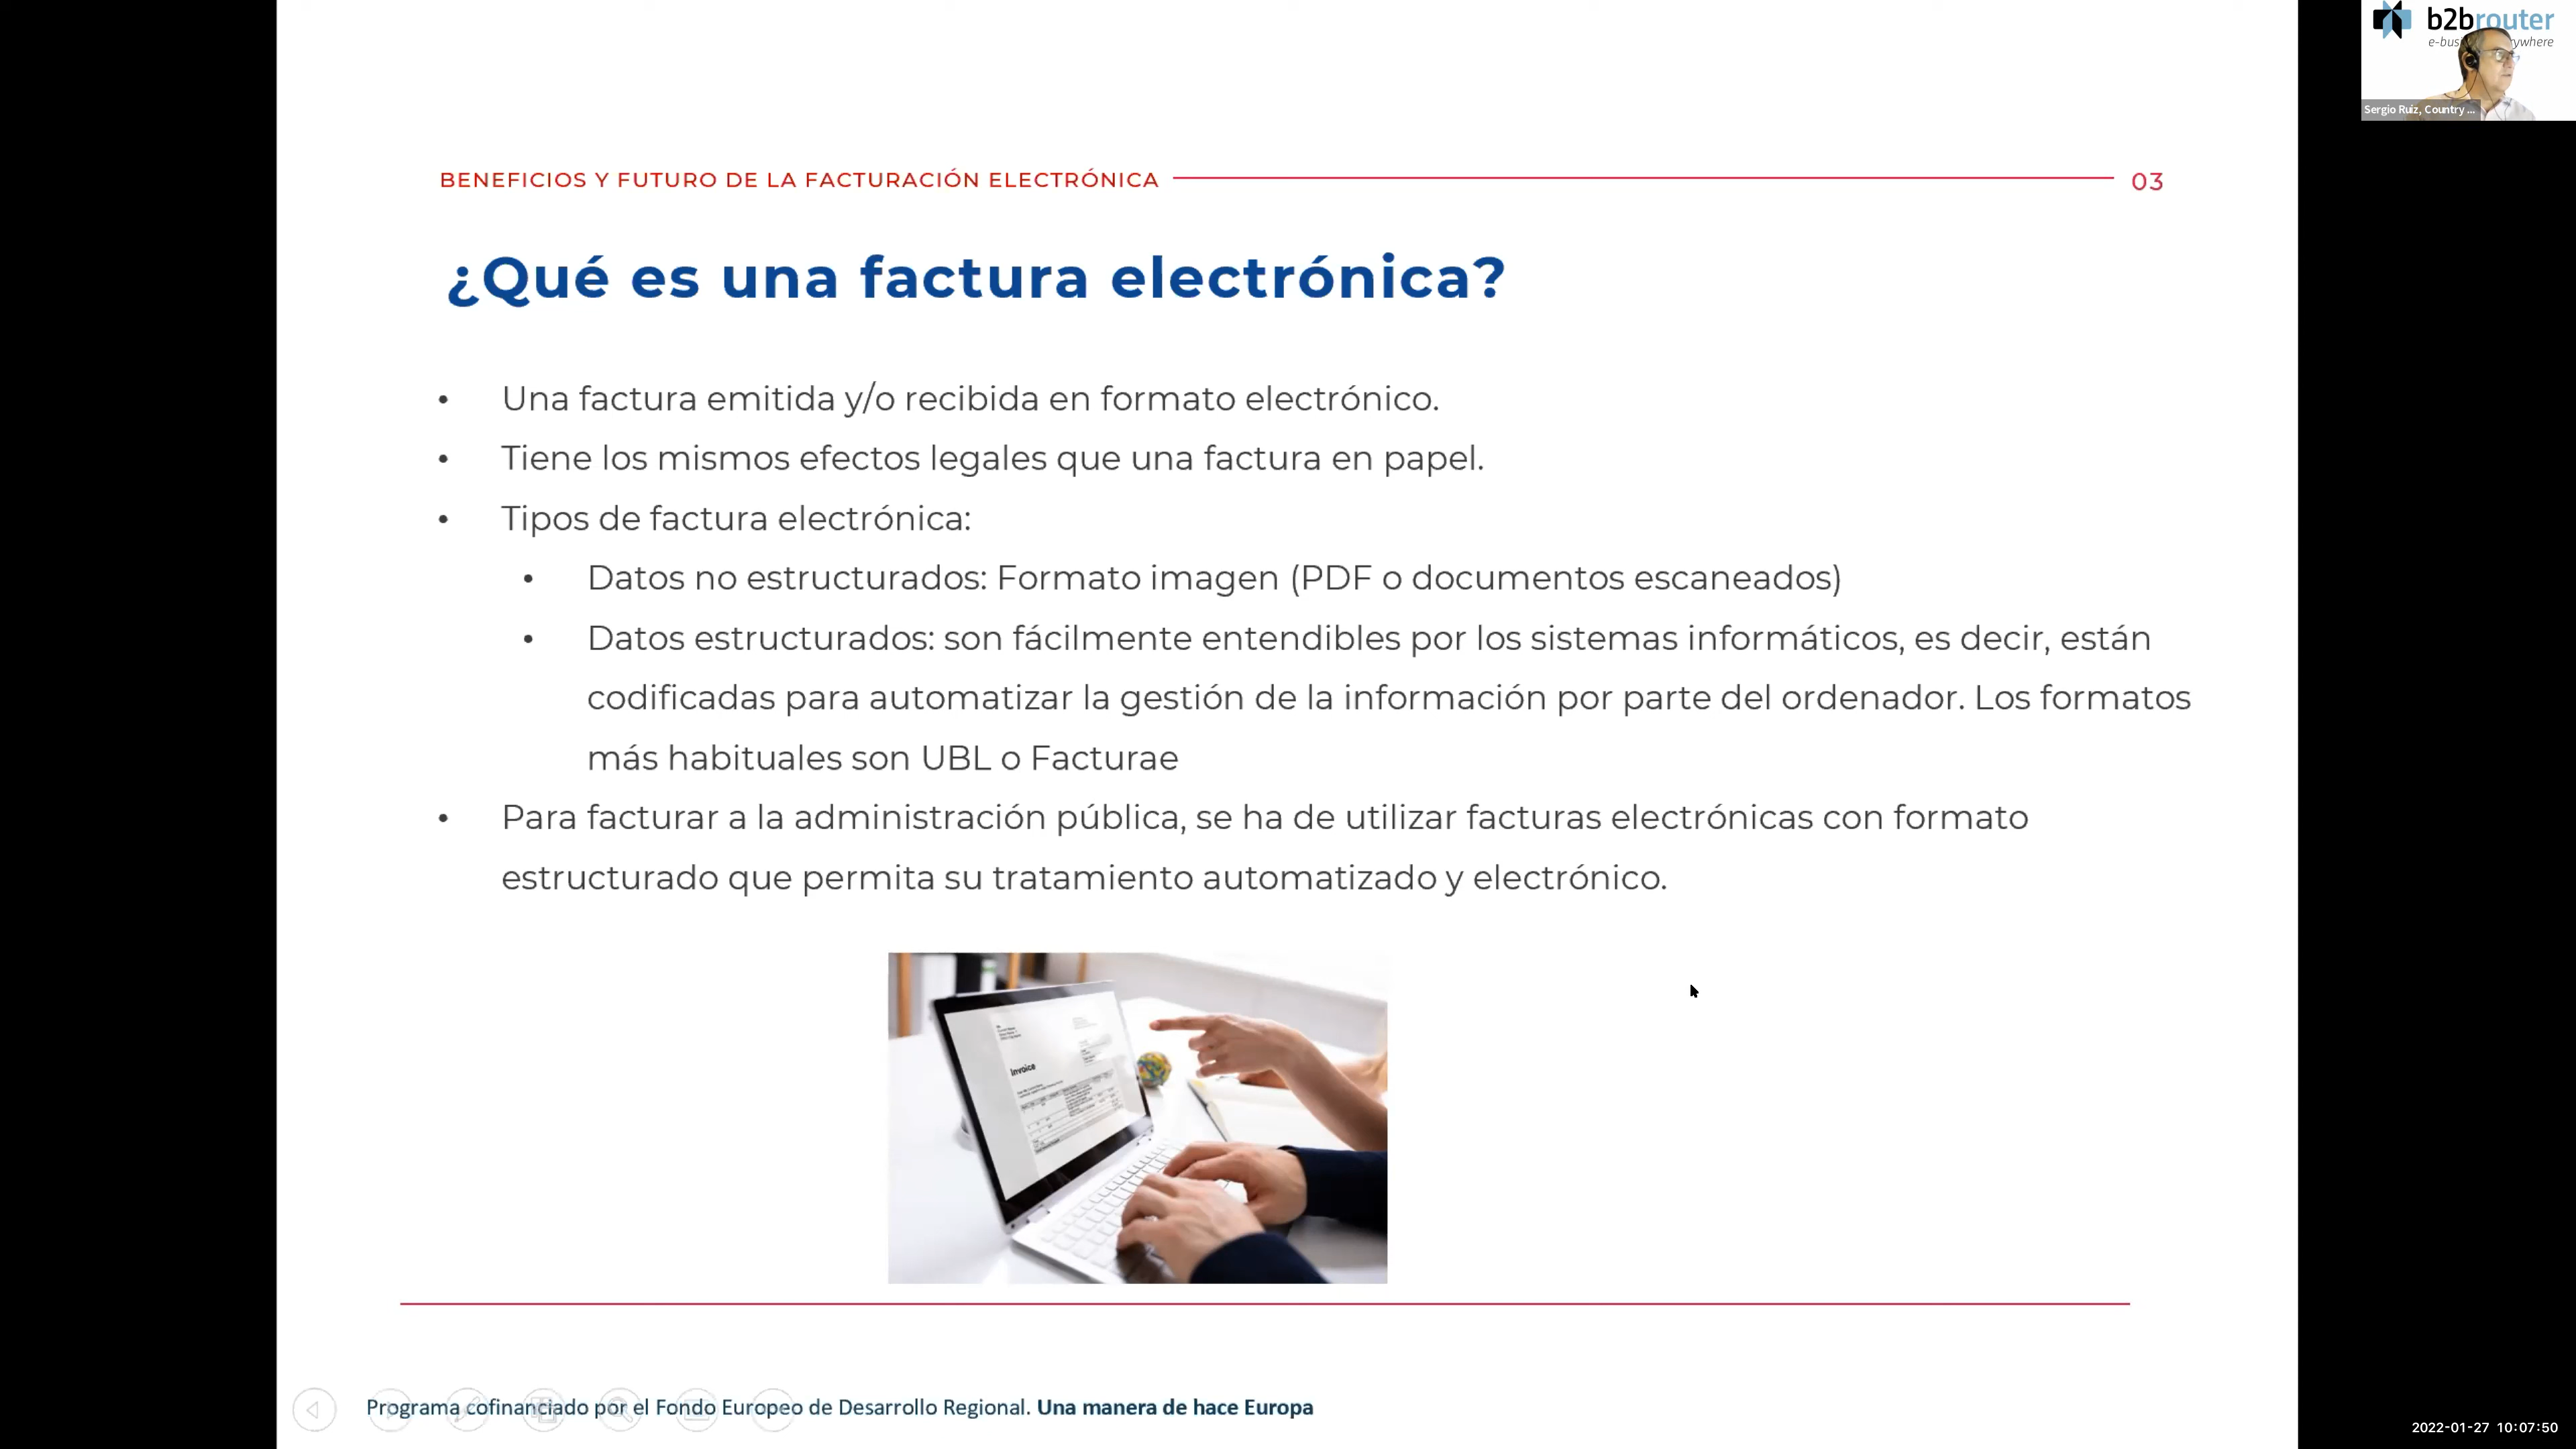 b2brouter
Sergio Ruiz, Country ...
BENEFICIOS Y FUTURO DE LA FACTURACIÓN ELECTRÓNICA
03
¿Qué es una factura electrónica?
• Una factura emitida y/o recibida en formato electrónico.
• Tiene los mismos efectos legales que una factura en papel.
• Tipos de factura electrónica:
• Datos no estructurados: Formato imagen (PDF o documentos escaneados)
• Datos estructurados: son fácilmente entendibles por los sistemas informáticos, es decir, están
codificadas para automatizar la gestión de la información por parte del ordenador. Los formatos
más habituales son UBL o Facturae
• Para facturar a la administración pública, se ha de utilizar facturas electrónicas con formato
estructurado que permita su tratamiento automatizado y electrónico.
Invoice
Programa cofinanciado por el Fondo Europeo de Desarrollo Regional. Una manera de hace Europa
2022-01-27 10:07:50